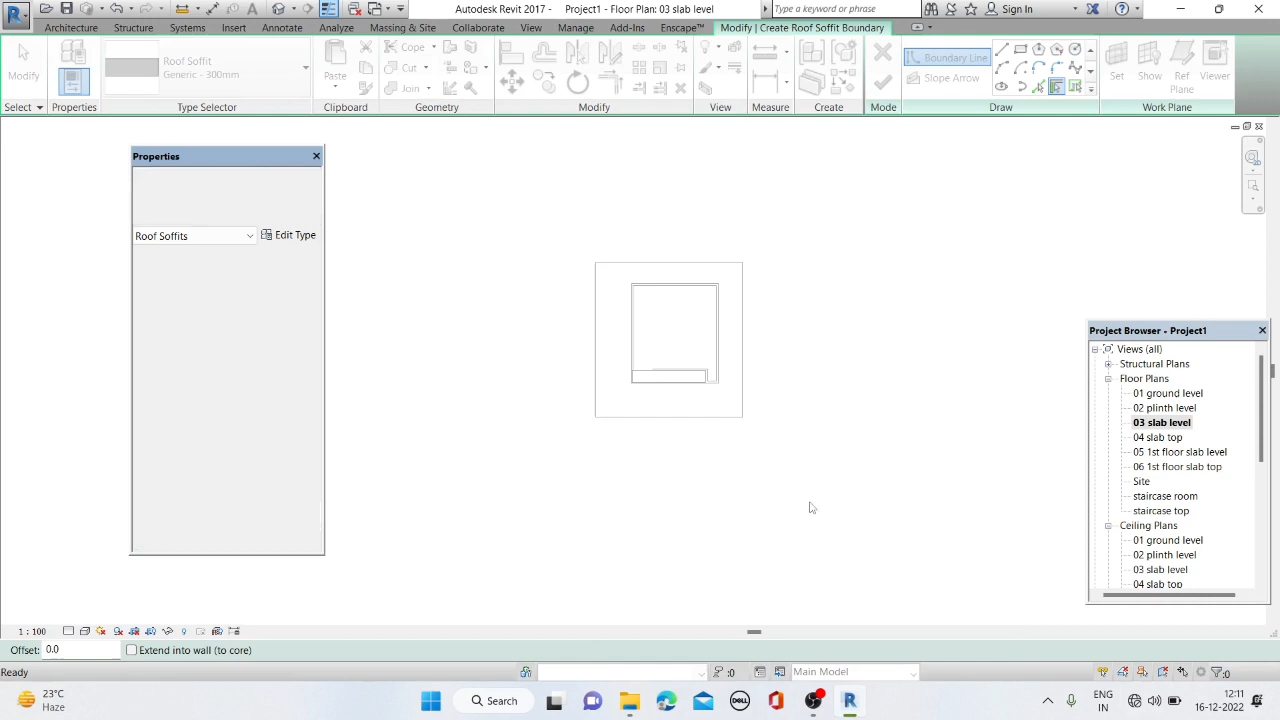 Autodesk Revit 2017 - Project1 - Floor Plan: 03 slab level
Type a keyword or phrase
Sign In
Architecture Structure Systems Insert Annotate Analyze Massing & Site Collaborate View Manage Add-Ins Enscape™ Modify | Create Roof Soffit Boundary
Modify
Roof Soffit
Generic - 300mm
Paste
Cope
Cut
Join
Boundary Line
Slope Arrow
Set
Show
Ref
Plane
Viewer
Select Properties Type Selector Clipboard Geometry Modify View Measure Create Mode Draw Work Plane
Properties
Roof Soffits
Edit Type
Project Browser - Project1
Views (all)
Structural Plans
Floor Plans
01 ground level
02 plinth level
03 slab level
04 slab top
05 1st floor slab level
06 1st floor slab top
Site
staircase room
staircase top
Ceiling Plans
01 ground level
02 plinth level
03 slab level
04 slab top
1 : 100
Offset: 0.0
Extend into wall (to core)
Ready
:0
Main Model
:0
23°C
Haze
Search
DELL
ENG
IN
12:11
16-12-2022